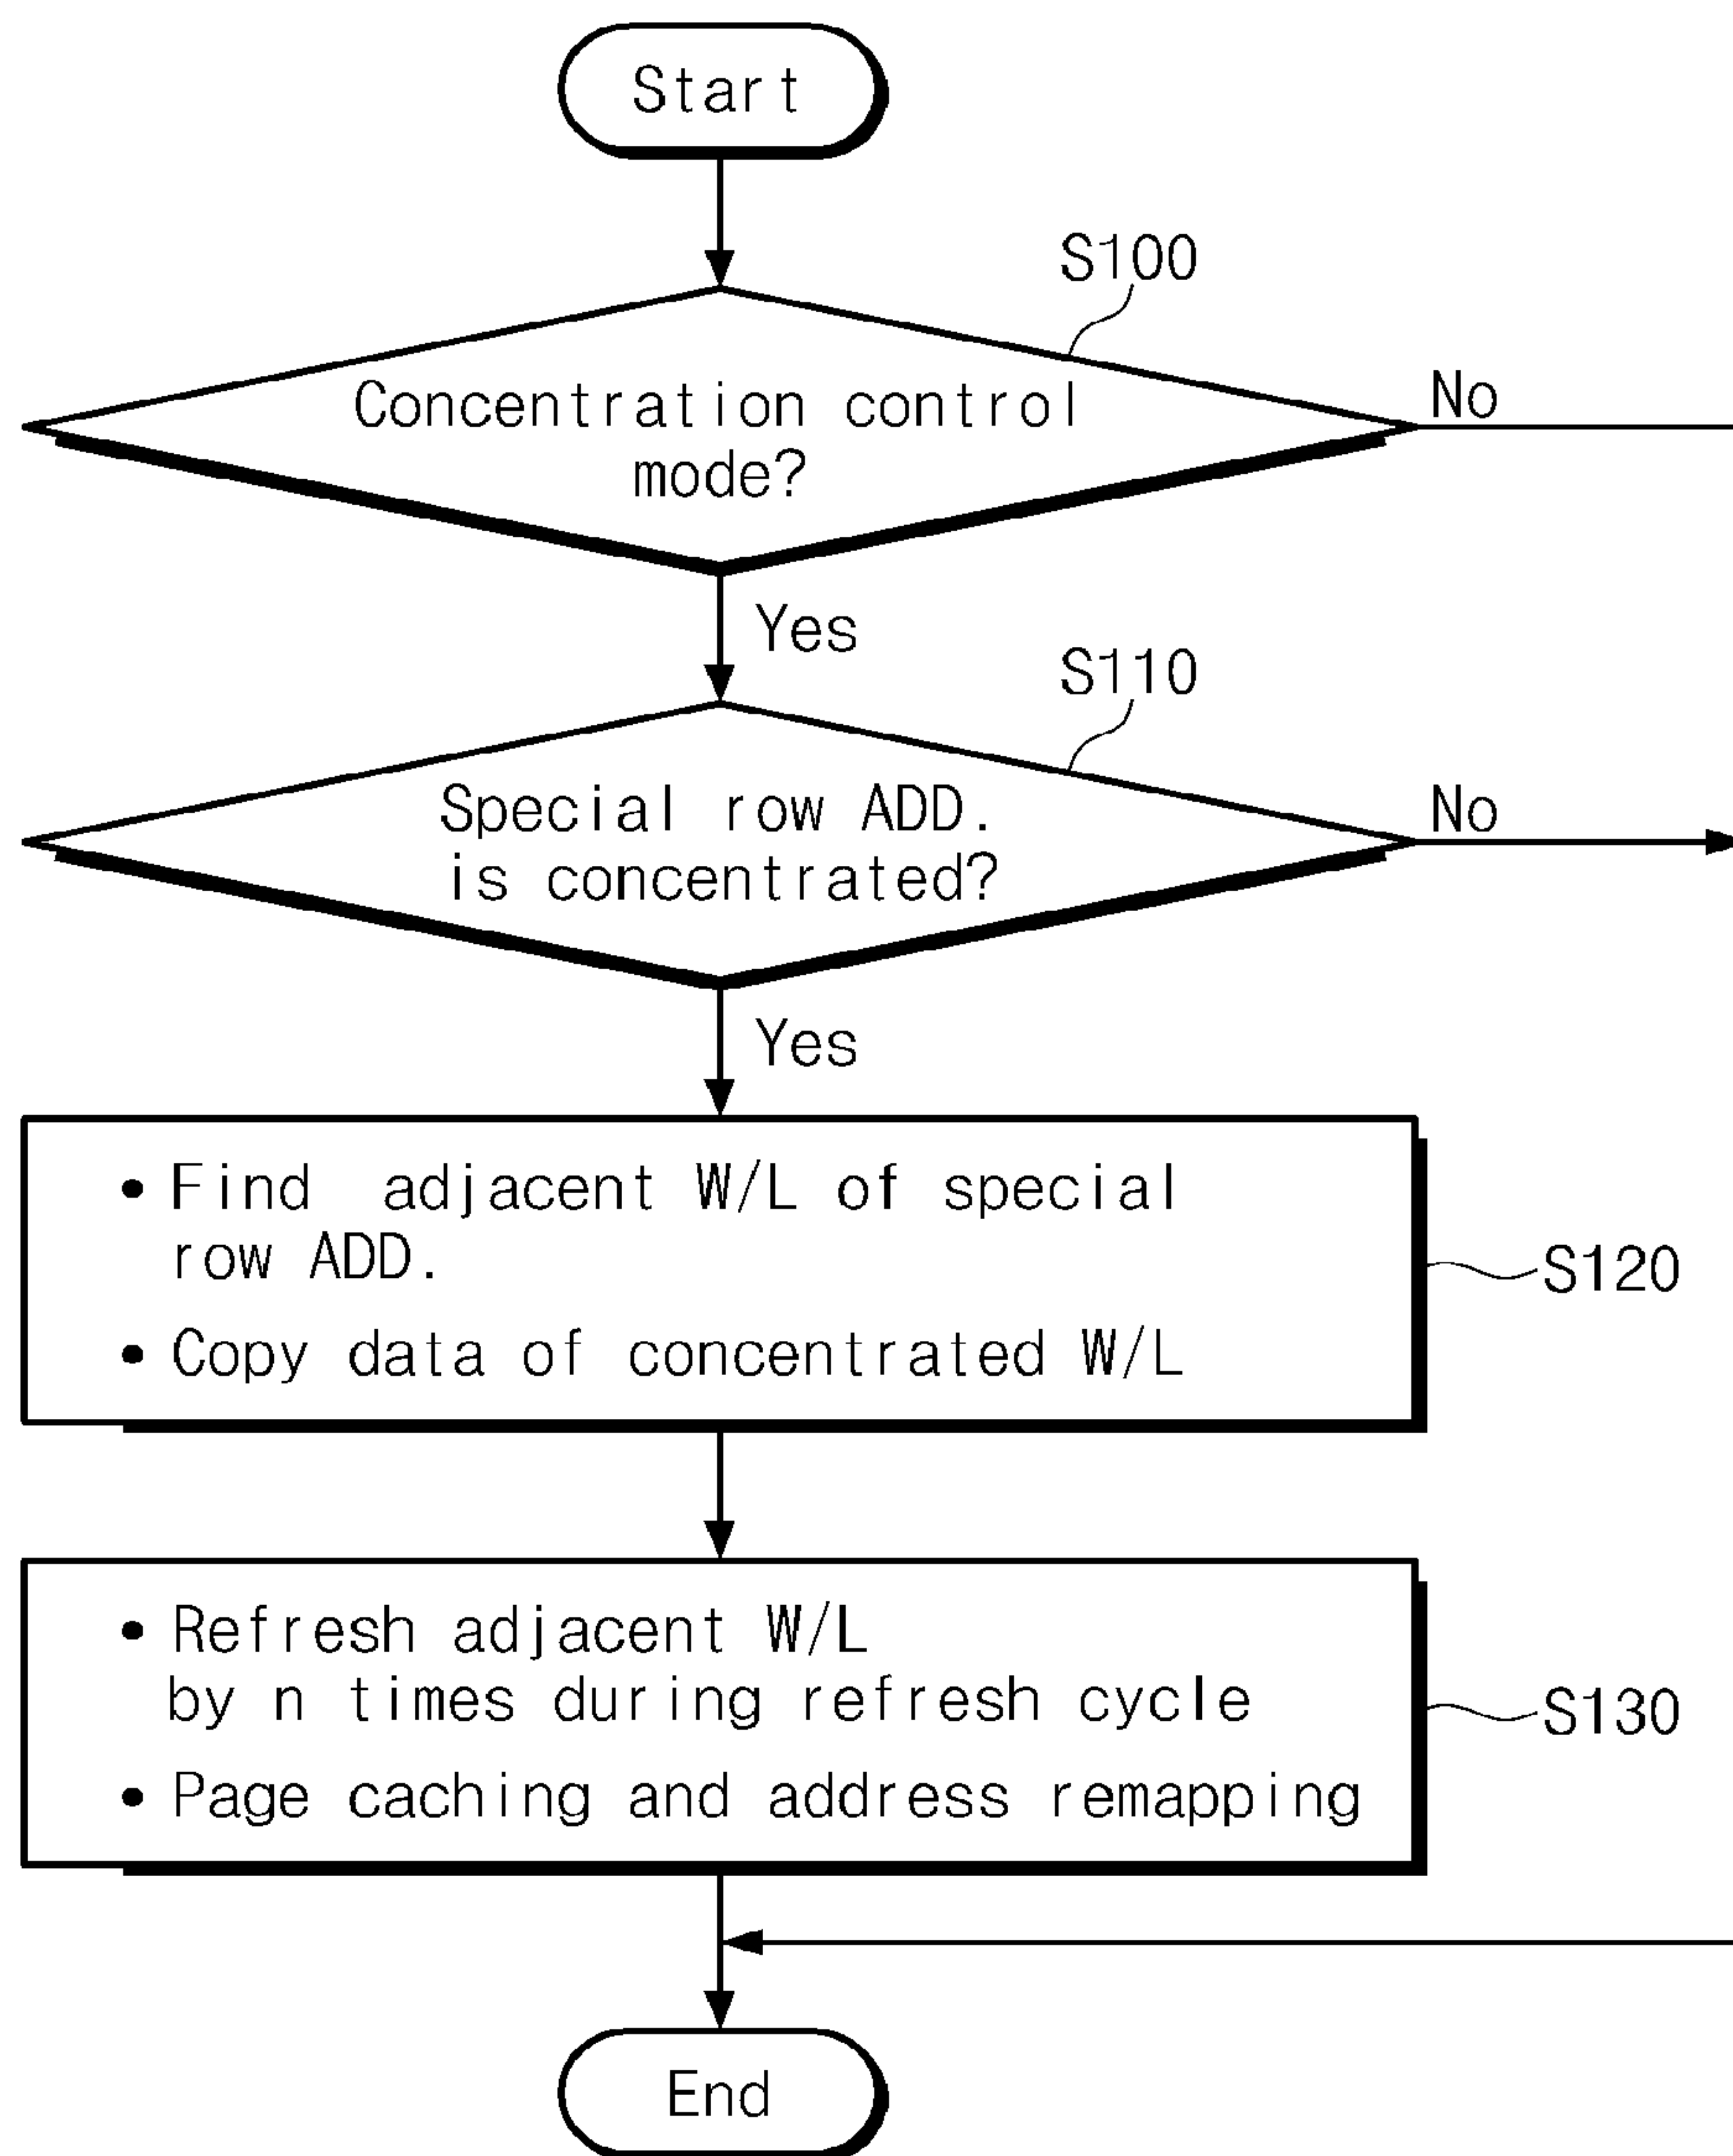 Start
S100
Concentration control
mode?
No
Yes
S110
Special row ADD.
is concentrated?
No
Yes
• Find adjacent W/L of special
row ADD.
• Copy data of concentrated W/L
S120
• Refresh adjacent W/L
by n times during refresh cycle
• Page caching and address remapping
S130
End